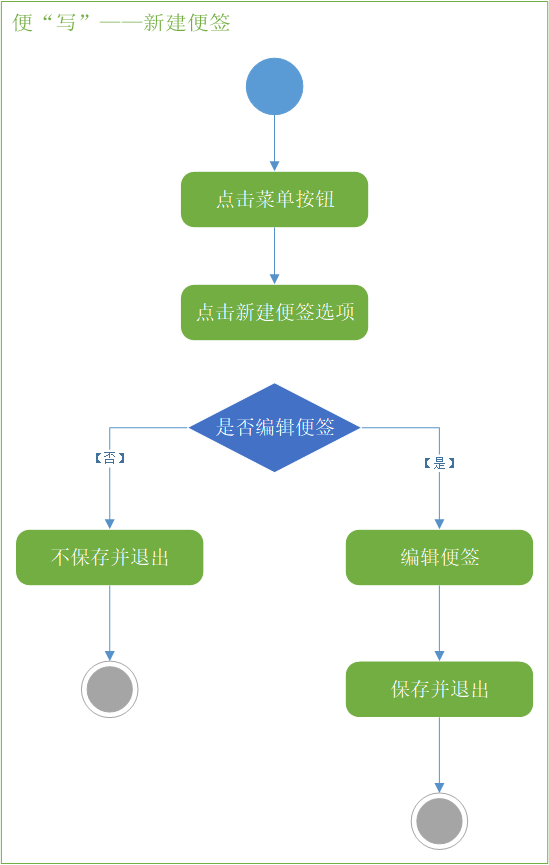 便“写”——新建便签
点击菜单按钮
点击新建便签选项
是否编辑便签
【否】
【是】
不保存并退出
编辑便签
保存并退出